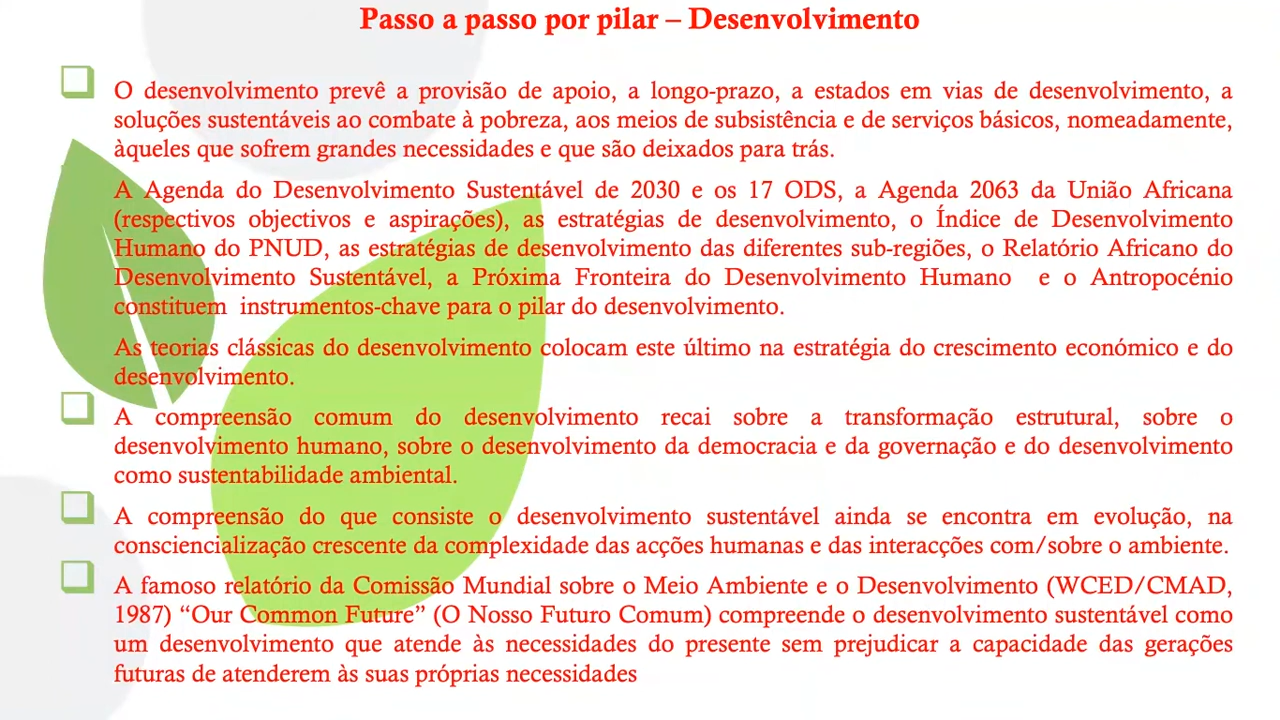 Passo a passo por pilar – Desenvolvimento
O desenvolvimento prevê a provisão de apoio, a longo-prazo, a estados em vias de desenvolvimento, a
soluções sustentáveis ao combate à pobreza, aos meios de subsistência e de serviços básicos, nomeadamente,
àqueles que sofrem grandes necessidades e que são deixados para trás.
A Agenda do Desenvolvimento Sustentável de 2030 e os 17 ODS, a Agenda 2063 da União Africana
(respectivos objectivos e aspirações), as estratégias de desenvolvimento, o Índice de Desenvolvimento
Humano do PNUD, as estratégias de desenvolvimento das diferentes sub-regiões, o Relatório Africano do
Desenvolvimento Sustentável, a Próxima Fronteira do Desenvolvimento Humano e o Antropocénio
constituem instrumentos-chave para o pilar do desenvolvimento.
As teorias clássicas do desenvolvimento colocam este último na estratégia do crescimento económico e do
desenvolvimento.
A compreensão comum do desenvolvimento recai sobre a transformação estrutural, sobre o
desenvolvimento humano, sobre o desenvolvimento da democracia e da governação e do desenvolvimento
como sustentabilidade ambiental.
A compreensão do que consiste o desenvolvimento sustentável ainda se encontra em evolução, na
consciencialização crescente da complexidade das acções humanas e das interacções com/sobre o ambiente.
A famoso relatório da Comissão Mundial sobre o Meio Ambiente e o Desenvolvimento (WCED/CMAD,
1987) “Our Common Future” (O Nosso Futuro Comum) compreende o desenvolvimento sustentável como
um desenvolvimento que atende às necessidades do presente sem prejudicar a capacidade das gerações
futuras de atenderem às suas próprias necessidades